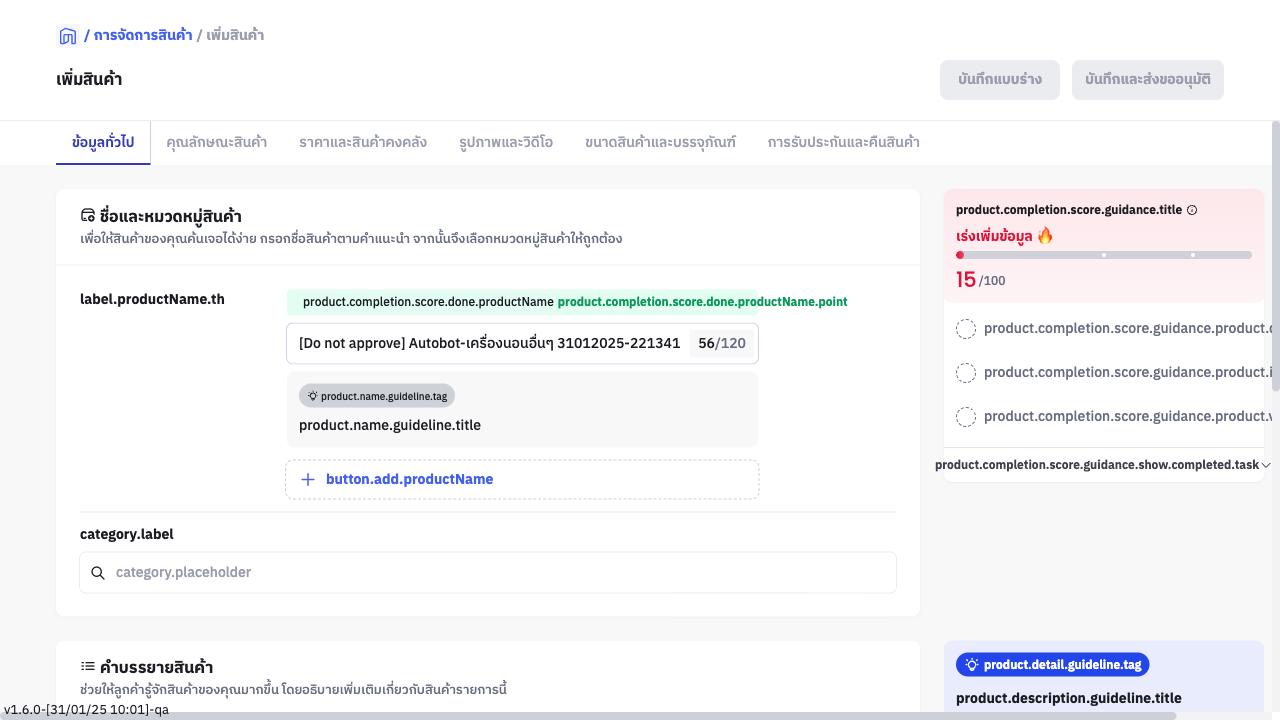 / การจัดการสินค้า / เพิ่มสินค้า
เพิ่มสินค้า
บันทึกแบบร่าง
บันทึกและส่งขออนุมัติ
ข้อมูลทั่วไป
คุณลักษณะสินค้า
ราคาและสินค้าคงคลัง
รูปภาพและวิดีโอ
ขนาดสินค้าและบรรจุภัณฑ์
การรับประกันและคืนสินค้า
ชื่อและหมวดหมู่สินค้า
เพื่อให้สินค้าของคุณค้นเจอได้ง่าย กรอกชื่อสินค้าตามคำแนะนำ จากนั้นจึงเลือกหมวดหมู่สินค้าให้ถูกต้อง
label.productName.th
product.completion.score.done.productName product.completion.score.done.productName.point
[Do not approve] Autobot-เครื่องนอนอื่นๆ 31012025-221341
56/120
product.name.guideline.tag
product.name.guideline.title
button.add.productName
category.label
category.placeholder
คำบรรยายสินค้า
ช่วยให้ลูกค้ารู้จักสินค้าของคุณมากขึ้น โดยอธิบายเพิ่มเติมเกี่ยวกับสินค้ารายการนี้
product.completion.score.guidance.title
เร่งเพิ่มข้อมูล 🔥
15 /100
product.completion.score.guidance.product.
product.completion.score.guidance.product.
product.completion.score.guidance.product.
product.completion.score.guidance.show.completed.task
product.detail.guideline.tag
product.description.guideline.title
v1.6.0-[31/01/25 10:01]-qa